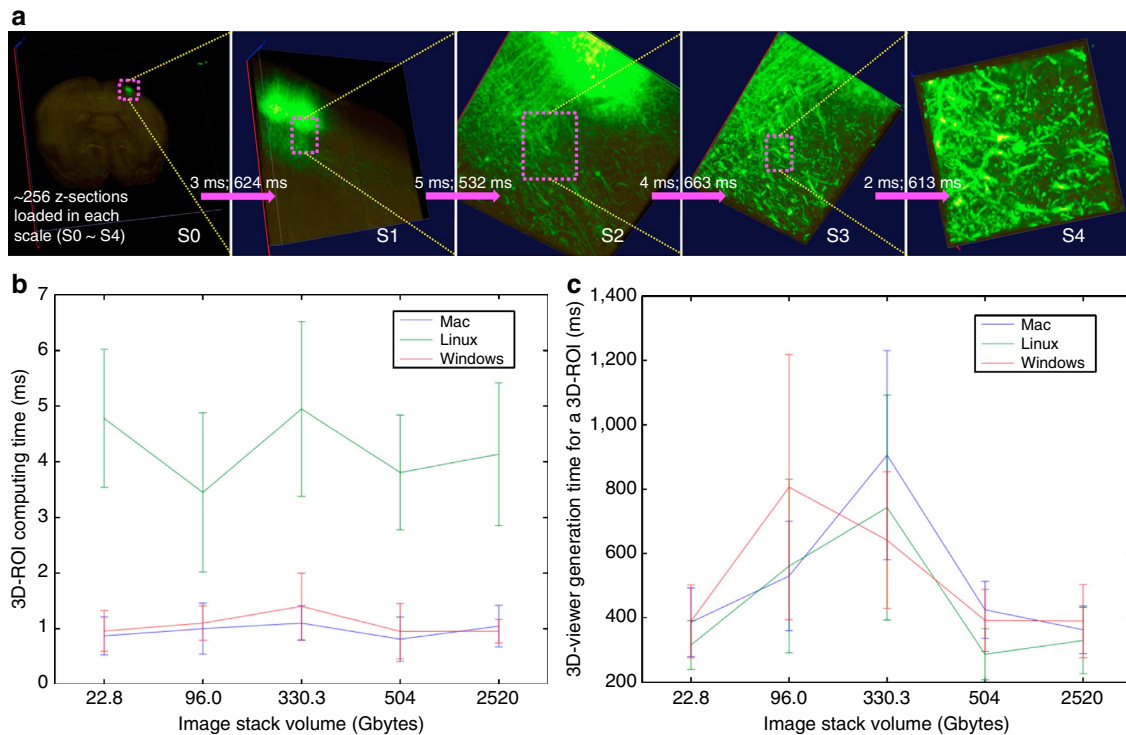 a
3 ms; 624 ms
5 ms; 532 ms
4 ms; 663 ms
2 ms; 613 ms
~256 z-sections
loaded in each
scale (S0 ~ S4)
S0
S1
S2
S3
S4
b
7
6
5
4
3
2
1
0
3D-ROI computing time (ms)
Mac
Linux
Windows
22.8
96.0
330.3
504
2520
Image stack volume (Gbytes)
c
1,400
1,200
1,000
800
600
400
200
3D-viewer generation time for a 3D-ROI (ms)
Mac
Linux
Windows
22.8
96.0
330.3
504
2520
Image stack volume (Gbytes)